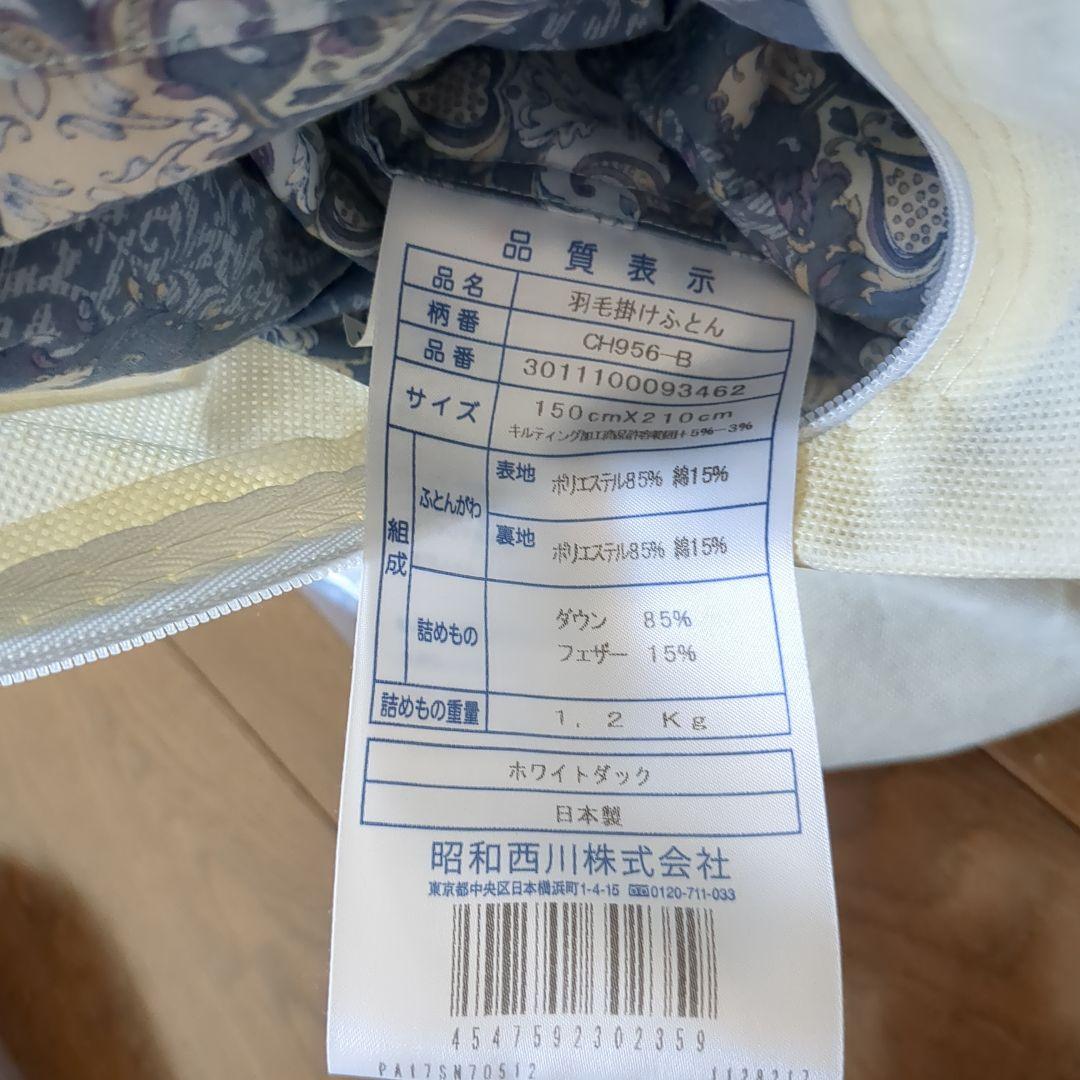 品質表示
品名 羽毛掛けふとん
柄番 CH956-B
品番 3011100093462
サイズ 150cmX210cm
キルティング加工商品許容範囲+5%-3%
組成
ふとんがわ
表地 ポリエステル85% 綿15%
裏地 ポリエステル85% 綿15%
詰めもの
ダウン 85%
フェザー 15%
詰めもの重量 1.2 Kg
ホワイトダック
日本製
昭和西川株式会社
東京都中央区日本橋浜町1-4-15 0120-711-033
4547592302359
PA17SN70512